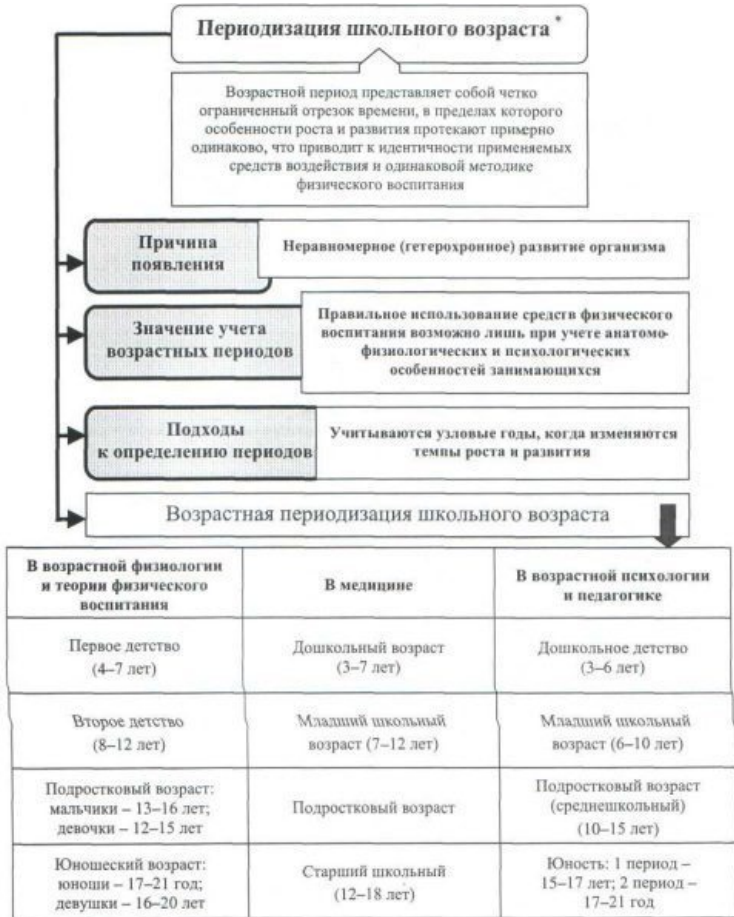 Периодизация школьного возраста *
Возрастной период представляет собой четко
ограниченный отрезок времени, в пределах которого
особенности роста и развития протекают примерно
одинаково, что приводит к идентичности применяемых
средств воздействия и одинаковой методике
физического воспитания
Причина
появления
Неравномерное (гетерохронное) развитие организма
Значение учета
возрастных периодов
Правильное использование средств физического
воспитания возможно лишь при учете анатомо-
физиологических и психологических
особенностей занимающихся
Подходы
к определению периодов
Учитываются узловые годы, когда изменяются
темпы роста и развития
Возрастная периодизация школьного возраста
В возрастной физиологии
и теории физического
воспитания
В медицине
В возрастной психологии
и педагогике
Первое детство
(4–7 лет)
Дошкольный возраст
(3–7 лет)
Дошкольное детство
(3–6 лет)
Второе детство
(8–12 лет)
Младший школьный
возраст (7–12 лет)
Младший школьный
возраст (6–10 лет)
Подростковый возраст:
мальчики – 13–16 лет;
девочки – 12–15 лет
Подростковый возраст
Подростковый возраст
(среднешкольный)
(10–15 лет)
Юношеский возраст:
юноши – 17–21 год;
девушки – 16–20 лет
Старший школьный
(12–18 лет)
Юность: 1 период –
15–17 лет; 2 период –
17–21 год